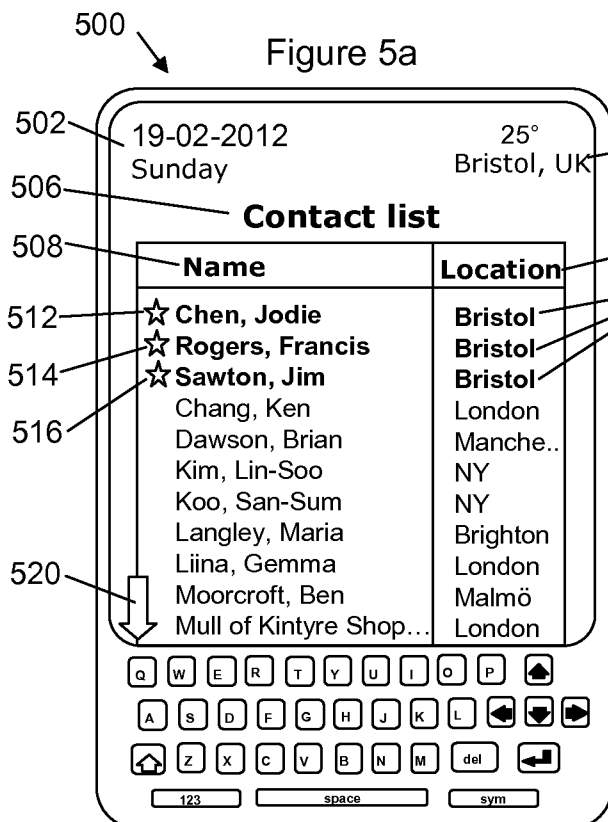 500
Figure 5a
502
19-02-2012
25°
Sunday
Bristol, UK
506
Contact list
508
Name Location
512
Chen, Jodie Bristol
514
Rogers, Francis Bristol
516
Sawton, Jim Bristol
Chang, Ken London
Dawson, Brian Manche..
Kim, Lin-Soo NY
Koo, San-Sum NY
Langley, Maria Brighton
Liina, Gemma London
520
Moorcroft, Ben Malmö
Mull of Kintyre Shop... London
Q W E R T Y U I O P
A S D F G H J K L
Z X C V B N M del
123 space sym